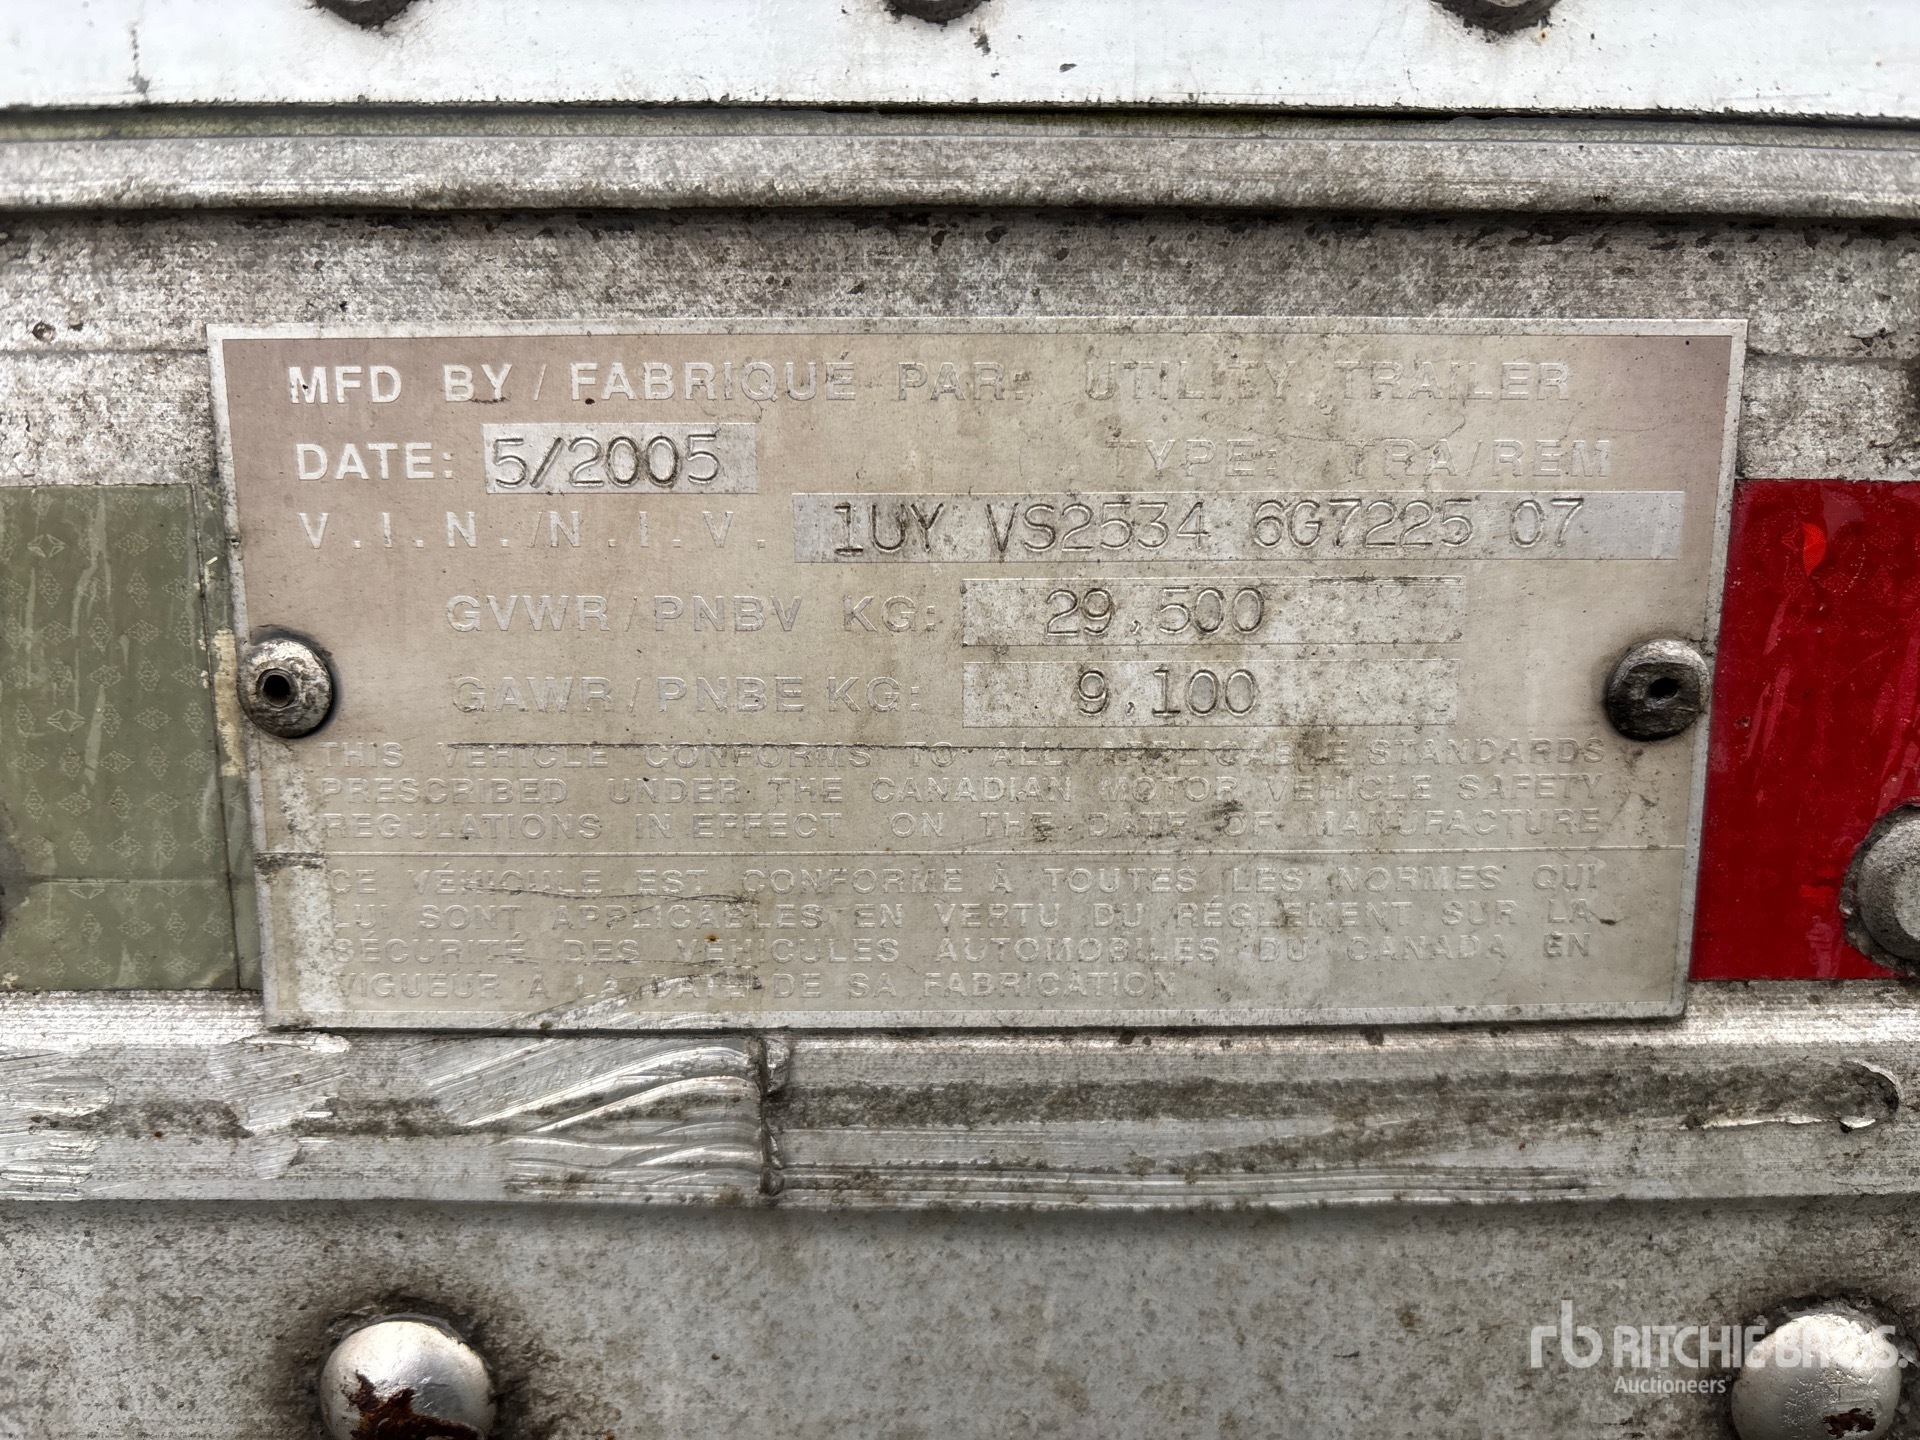 MFD BY / FABRIQUE PAR: UTILITY TRAILER
DATE: 5/2005 TYPE: TRA/REM
V.I.N./N.I.V. 1UY VS2534 6G7225 07
GVWR/PNBV KG: 29,500
GAWR/PNBE KG: 9,100
THIS VEHICLE CONFORMS TO ALL APPLICABLE STANDARDS
PRESCRIBED UNDER THE CANADIAN MOTOR VEHICLE SAFETY
REGULATIONS IN EFFECT ON THE DATE OF MANUFACTURE
CE VÉHICULE EST CONFORME À TOUTES LES NORMES QUI
LUI SONT APPLICABLES EN VERTU DU RÉGLEMENT SUR LA
SÉCURITÉ DES VÉHICULES AUTOMOBILES DU CANADA EN
VIGUEUR A LA DATE DE SA FABRICATION
rb RITCHIE BROS.
Auctioneers